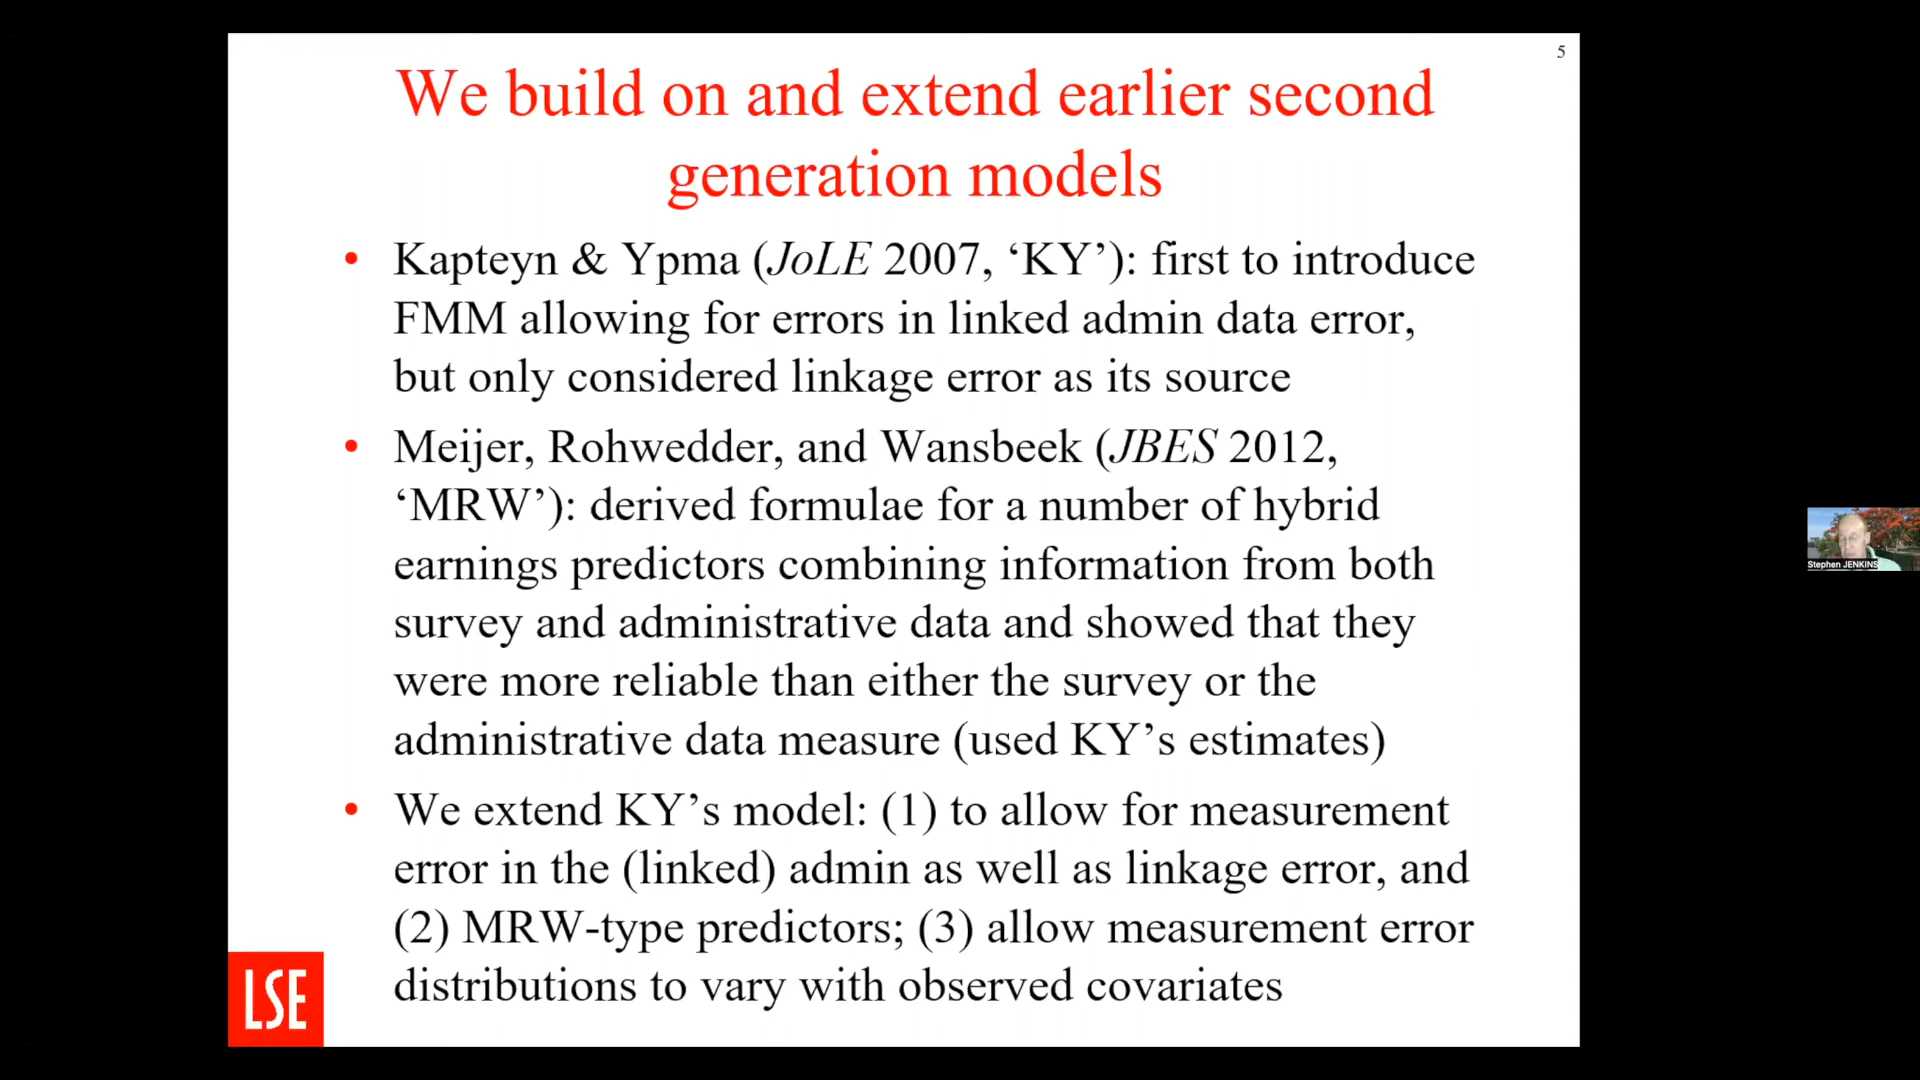 5
We build on and extend earlier second
generation models
• Kapteyn & Ypma (JoLE 2007, ‘KY’): first to introduce
FMM allowing for errors in linked admin data error,
but only considered linkage error as its source
• Meijer, Rohwedder, and Wansbeek (JBES 2012,
‘MRW’): derived formulae for a number of hybrid
earnings predictors combining information from both
survey and administrative data and showed that they
were more reliable than either the survey or the
administrative data measure (used KY’s estimates)
• We extend KY’s model: (1) to allow for measurement
error in the (linked) admin as well as linkage error, and
(2) MRW-type predictors; (3) allow measurement error
distributions to vary with observed covariates
LSE
Stephen JENKINS